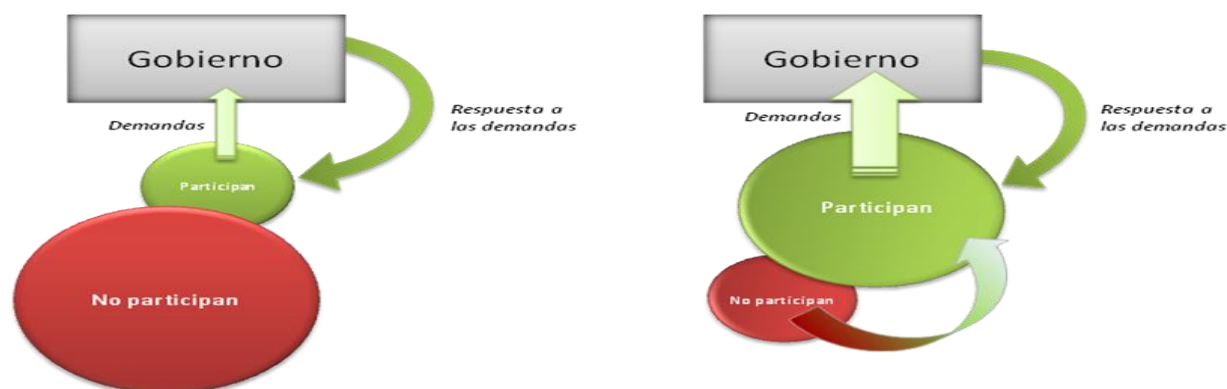 Gobierno
Demandas
Respuesta a
las demandas
Participan
No participan
Gobierno
Demandas
Respuesta a
las demandas
Participan
No participan